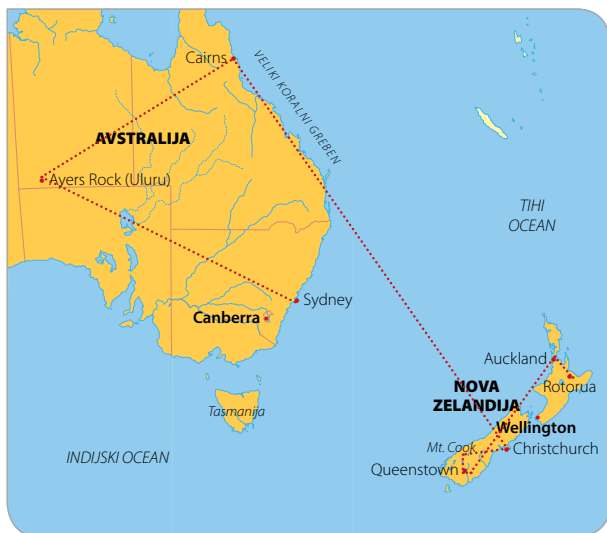 Cairns
VELIKI KORALNI GREBEN
AVSTRALIJA
Ayers Rock (Uluru)
TIHI
OCEAN
Sydney
Canberra
Auckland
Rotorua
NOVA
ZELANDIJA
Tasmanija
Wellington
Mt. Cook
Christchurch
INDIJSKI OCEAN
Queenstown